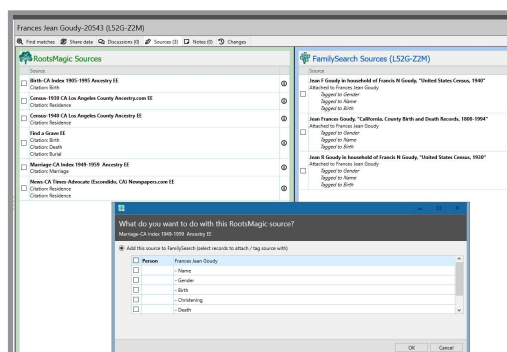 Frances Jean Goudy-20543 (L52G-Z2M)
Find matches Share data Discussions (0) Sources (3) Notes (0) Changes
RootsMagic Sources
Source
Birth-CA Index 1905-1995 Ancestry EE
Citation: Birth
Census-1930 CA Los Angeles County Ancestry.com EE
Citation: Residence
Census-1940 CA Los Angeles County Ancestry EE
Citation: Residence
Find a Grave EE
Citation: Birth
Citation: Death
Citation: Burial
Marriage-CA Index 1949-1959 Ancestry EE
Citation: Marriage
News-CA Times-Advocate (Escondido, CA) Newspapers.com EE
Citation: Residence
Citation: Residence
FamilySearch Sources (L52G-Z2M)
Source
Jean F Goudy in household of Francis N Goudy, "United States Census, 1940"
Attached to Frances Jean Goudy
Tagged to Gender
Tagged to Name
Tagged to Birth
Jean Frances Goudy, "California, County Birth and Death Records, 1800-1994"
Attached to Frances Jean Goudy
Tagged to Gender
Tagged to Name
Tagged to Birth
Jean R Goudy in household of Francis N Goudy, "United States Census, 1930"
Attached to Frances Jean Goudy
Tagged to Gender
Tagged to Name
Tagged to Birth
What do you want to do with this RootsMagic source?
Marriage-CA Index 1949-1959 Ancestry EE
Add this source to FamilySearch (select records to attach / tag source with)
Person Frances Jean Goudy
- Name
- Gender
- Birth
- Christening
- Death
OK Cancel